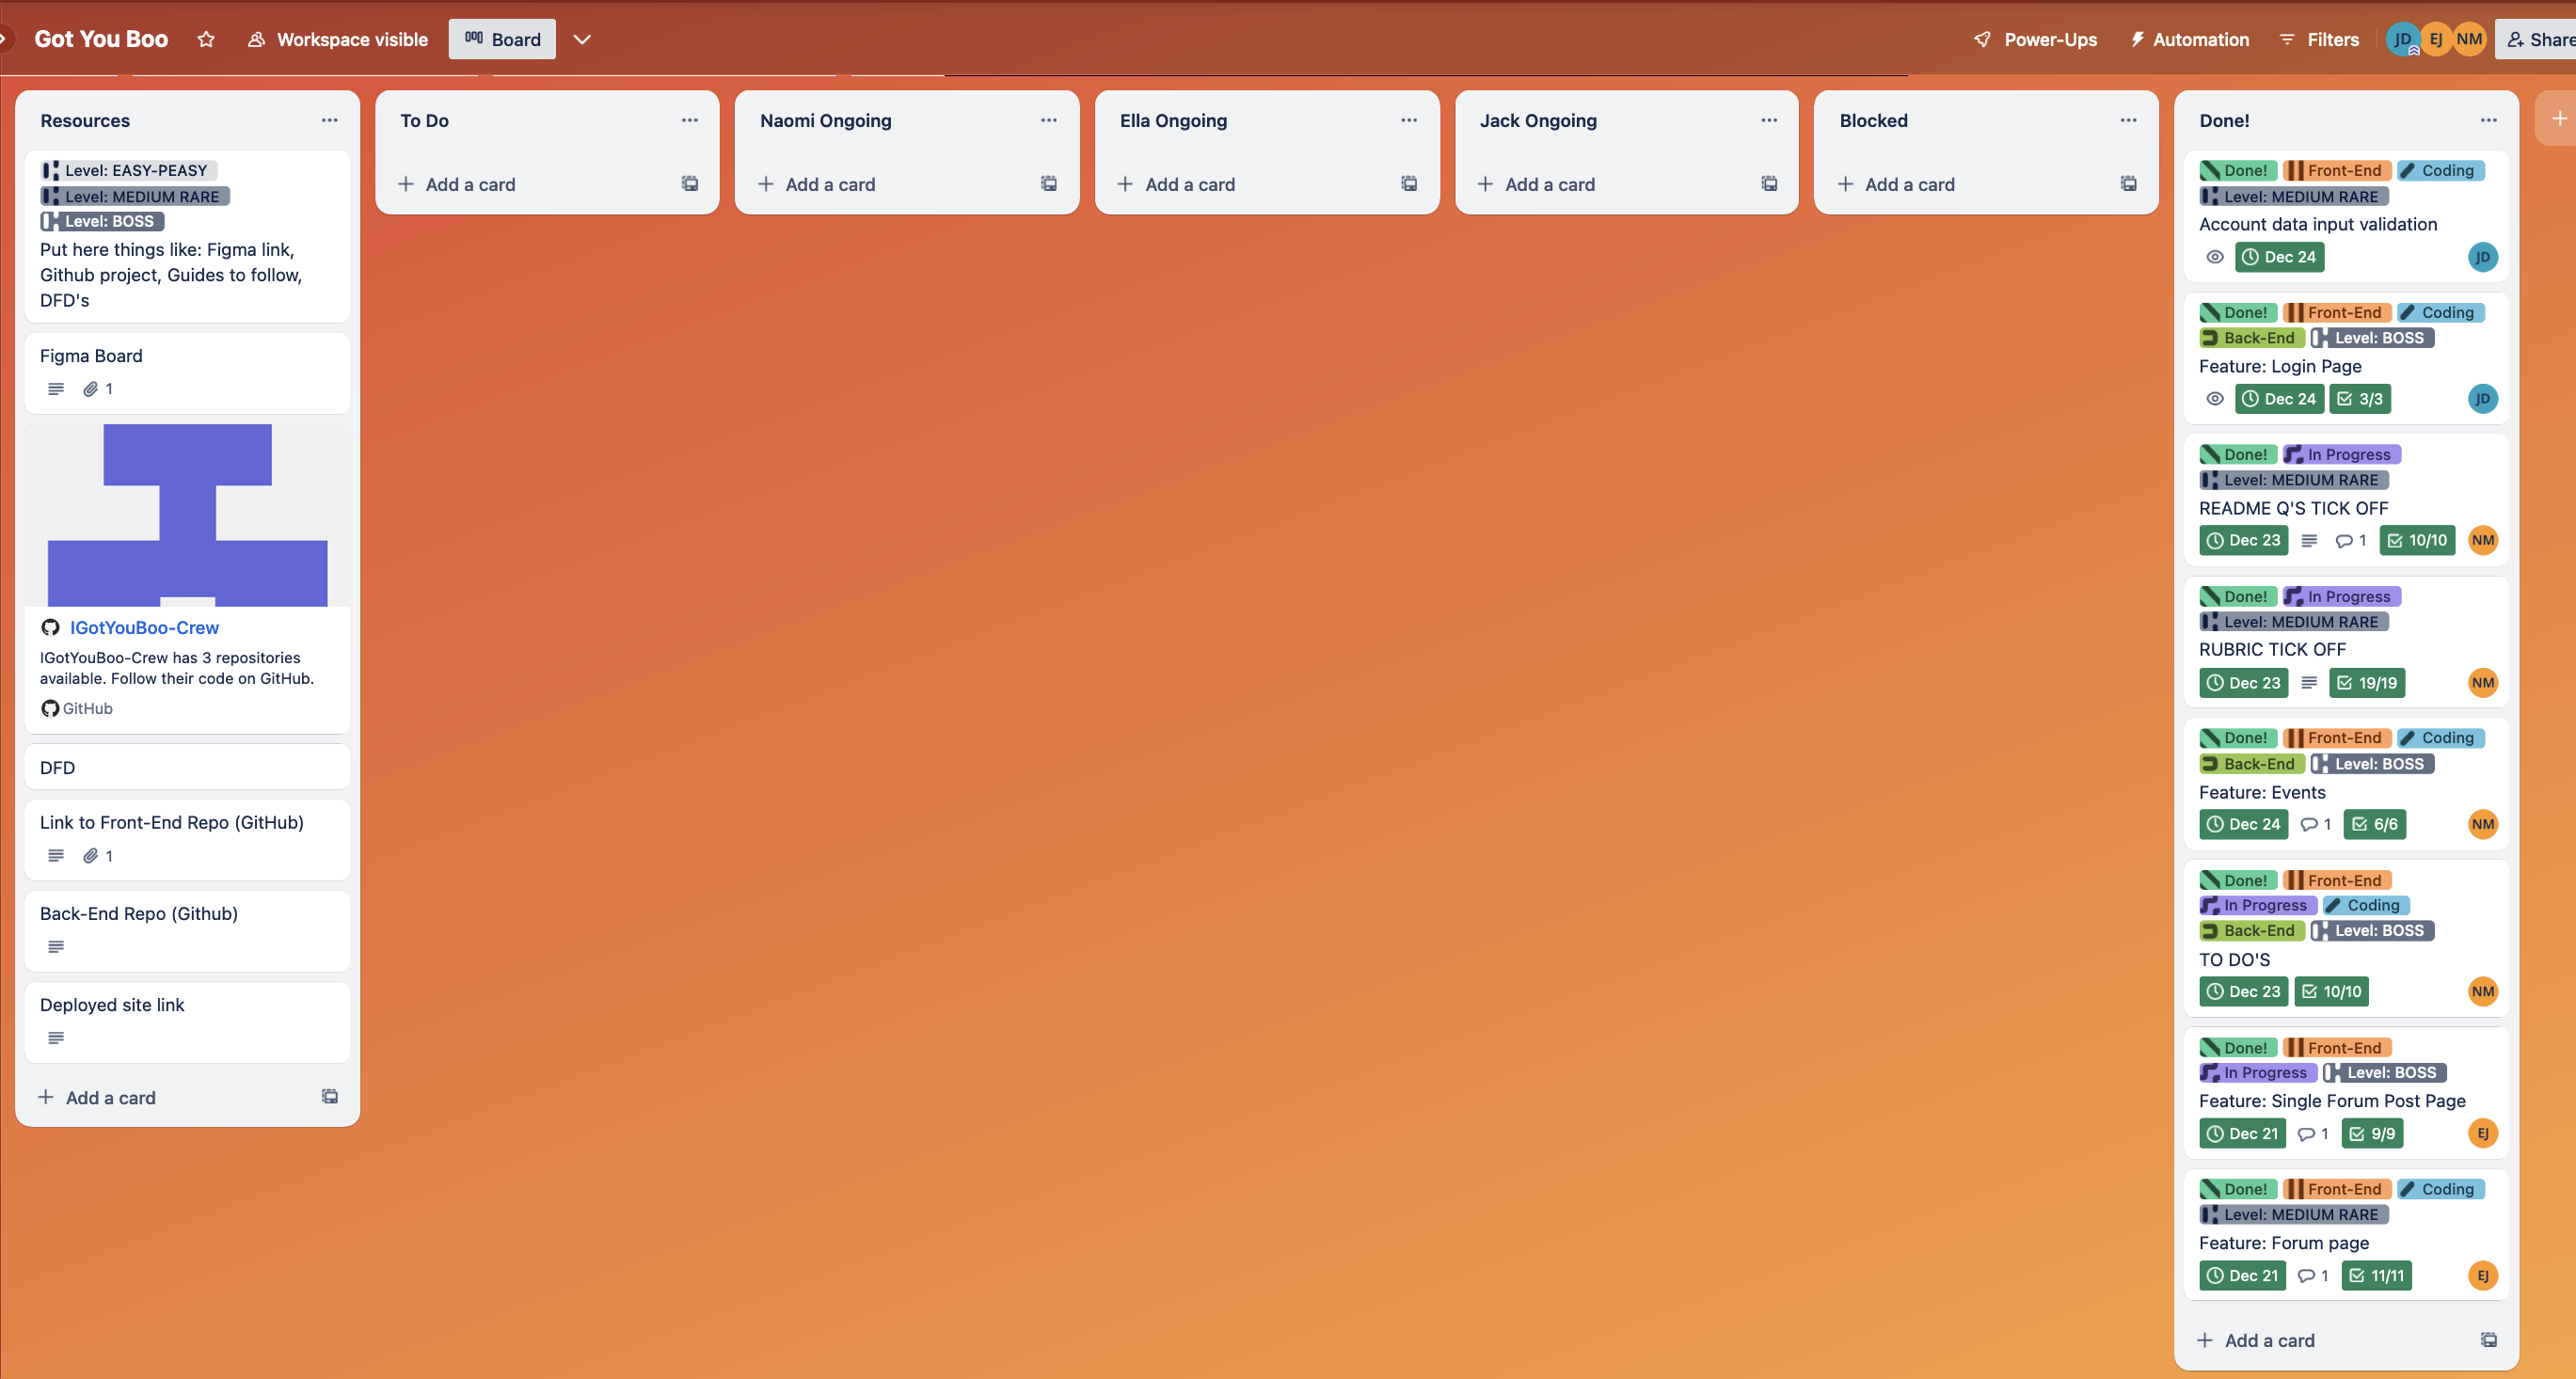 Got You Boo
Workspace visible
Board
Power-Ups
Automation
Filters
JD
EJ
NM
Share
Resources
Level: EASY-PEASY
Level: MEDIUM RARE
Level: BOSS
Put here things like: Figma link,
Github project, Guides to follow,
DFD's
Figma Board
1
IGotYouBoo-Crew
IGotYouBoo-Crew has 3 repositories
available. Follow their code on GitHub.
GitHub
DFD
Link to Front-End Repo (GitHub)
1
Back-End Repo (Github)
Deployed site link
Add a card
To Do
Add a card
Naomi Ongoing
Add a card
Ella Ongoing
Add a card
Jack Ongoing
Add a card
Blocked
Add a card
Done!
Done! Front-End Coding
Level: MEDIUM RARE
Account data input validation
Dec 24 JD
Done! Front-End Coding
Back-End Level: BOSS
Feature: Login Page
Dec 24 3/3 JD
Done! In Progress
Level: MEDIUM RARE
README Q'S TICK OFF
Dec 23 1 10/10 NM
Done! In Progress
Level: MEDIUM RARE
RUBRIC TICK OFF
Dec 23 19/19 NM
Done! Front-End Coding
Back-End Level: BOSS
Feature: Events
Dec 24 1 6/6 NM
Done! Front-End
In Progress Coding
Back-End Level: BOSS
TO DO'S
Dec 23 10/10 NM
Done! Front-End
In Progress Level: BOSS
Feature: Single Forum Post Page
Dec 21 1 9/9 EJ
Done! Front-End Coding
Level: MEDIUM RARE
Feature: Forum page
Dec 21 1 11/11 EJ
Add a card